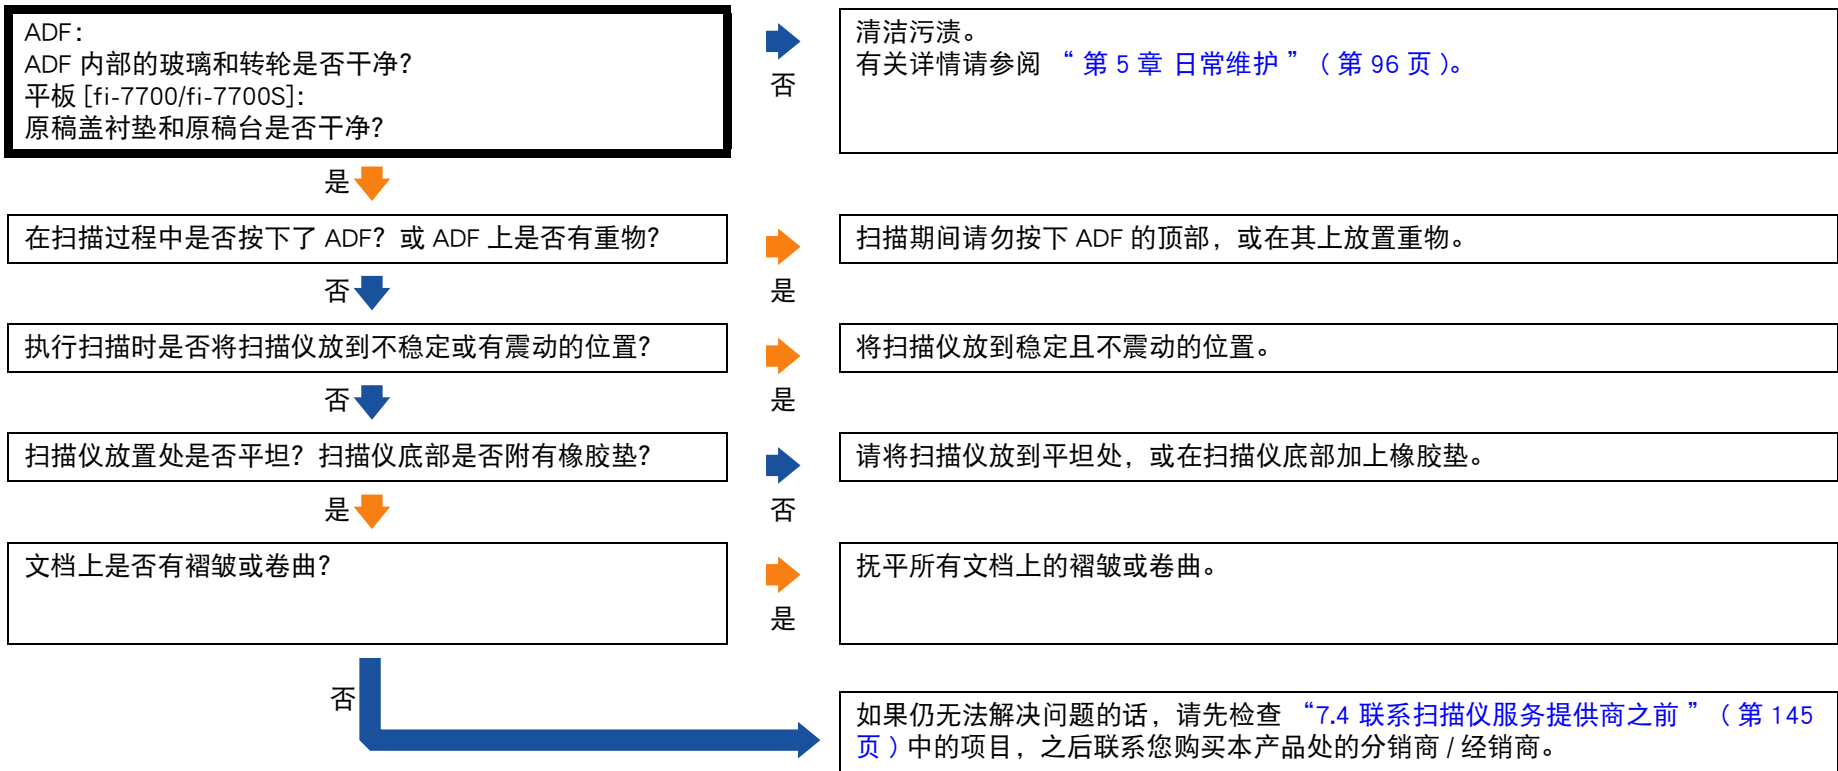 ADF：
ADF 内部的玻璃和转轮是否干净？
平板 [fi-7700/fi-7700S]：
原稿盖衬垫和原稿台是否干净？
否
清洁污渍。
有关详情请参阅 “ 第 5 章 日常维护 ” （ 第 96 页 ）。
是
在扫描过程中是否按下了 ADF？或 ADF 上是否有重物？
是
扫描期间请勿按下 ADF 的顶部，或在其上放置重物。
否
执行扫描时是否将扫描仪放到不稳定或有震动的位置？
是
将扫描仪放到稳定且不震动的位置。
否
扫描仪放置处是否平坦？扫描仪底部是否附有橡胶垫？
否
请将扫描仪放到平坦处，或在扫描仪底部加上橡胶垫。
是
文档上是否有褶皱或卷曲？
是
抚平所有文档上的褶皱或卷曲。
否
如果仍无法解决问题的话，请先检查 “7.4 联系扫描仪服务提供商之前 ” （ 第 145
页 ）中的项目，之后联系您购买本产品处的分销商 / 经销商。